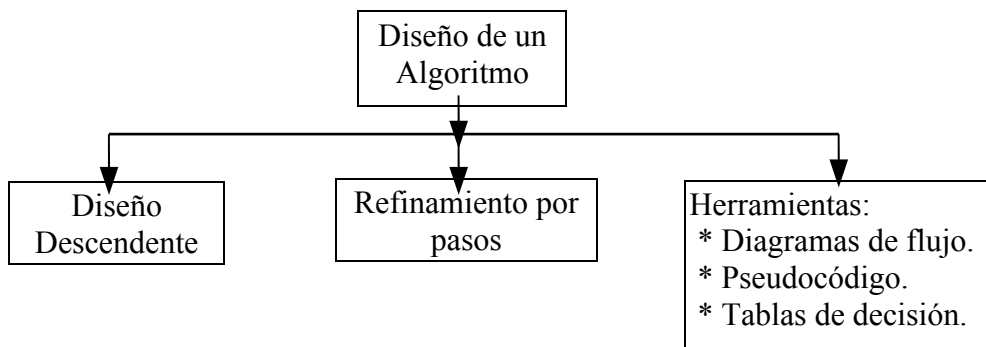 Diseño de un
Algoritmo
Diseño
Descendente
Refinamiento por
pasos
Herramientas:
* Diagramas de flujo.
* Pseudocódigo.
* Tablas de decisión.